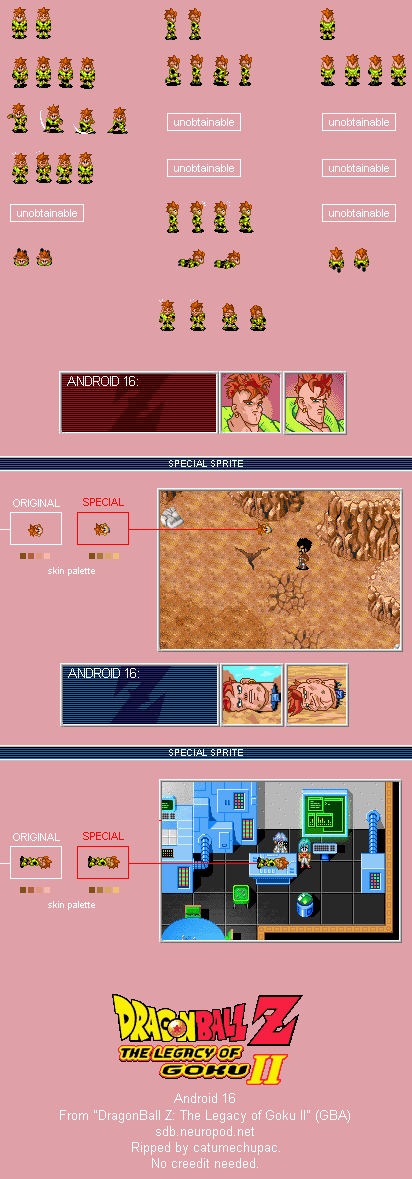 unobtainable
unobtainable
unobtainable
unobtainable
unobtainable
unobtainable
ANDROID 16:
SPECIAL SPRITE
ORIGINAL
SPECIAL
skin palette
ANDROID 16:
SPECIAL SPRITE
ORIGINAL
SPECIAL
skin palette
DRAGONBALL Z
THE LEGACY OF
GOKU II
Android 16
From "DragonBall Z: The Legacy of Goku II" (GBA)
sdb.neuropod.net
Ripped by catumechupac.
No creedit needed.